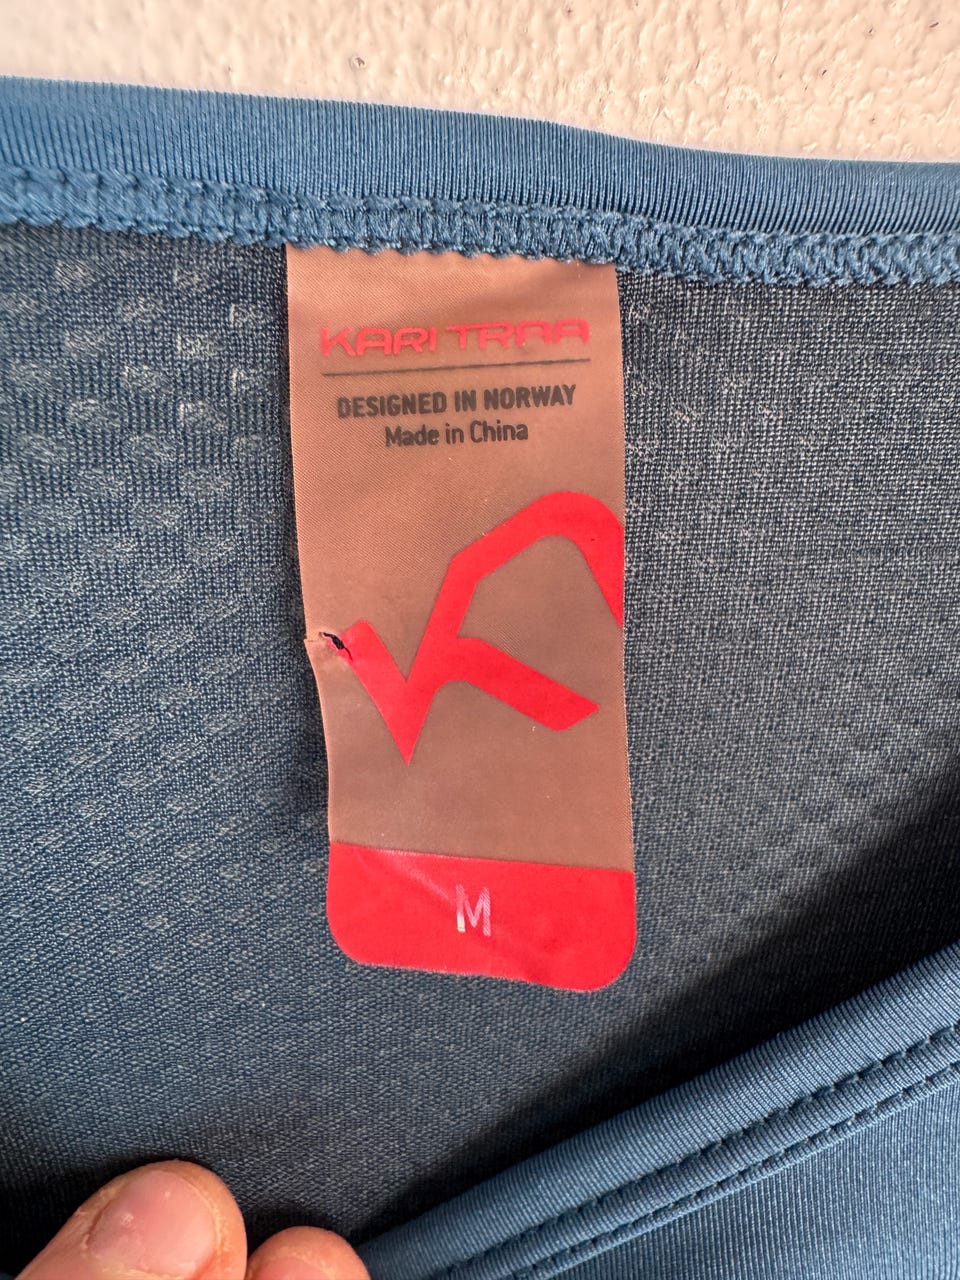 KARI TRAA
DESIGNED IN NORWAY
Made in China
M